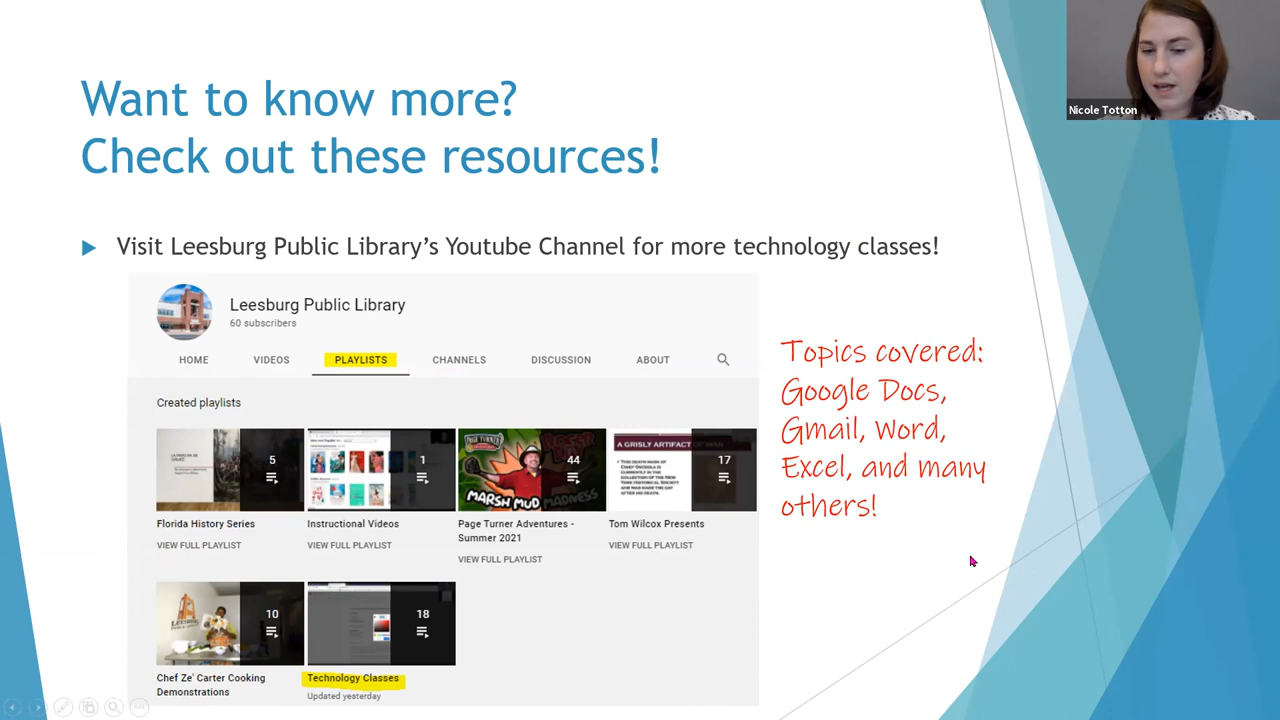 Want to know more?
Check out these resources!
Nicole Totton
Visit Leesburg Public Library's Youtube Channel for more technology classes!
Leesburg Public Library
60 subscribers
HOME VIDEOS PLAYLISTS CHANNELS DISCUSSION ABOUT
Created playlists
5
1
PAGE TURNER
MARSH MUD MADNESS
44
A GRISLY ARTIFACT OF WAR
17
Florida History Series
VIEW FULL PLAYLIST
Instructional Videos
VIEW FULL PLAYLIST
Page Turner Adventures -
Summer 2021
VIEW FULL PLAYLIST
Tom Wilcox Presents
VIEW FULL PLAYLIST
10
18
Chef Ze' Carter Cooking
Demonstrations
Technology Classes
Updated yesterday
Topics covered:
Google Docs,
Gmail, Word,
Excel, and many
others!